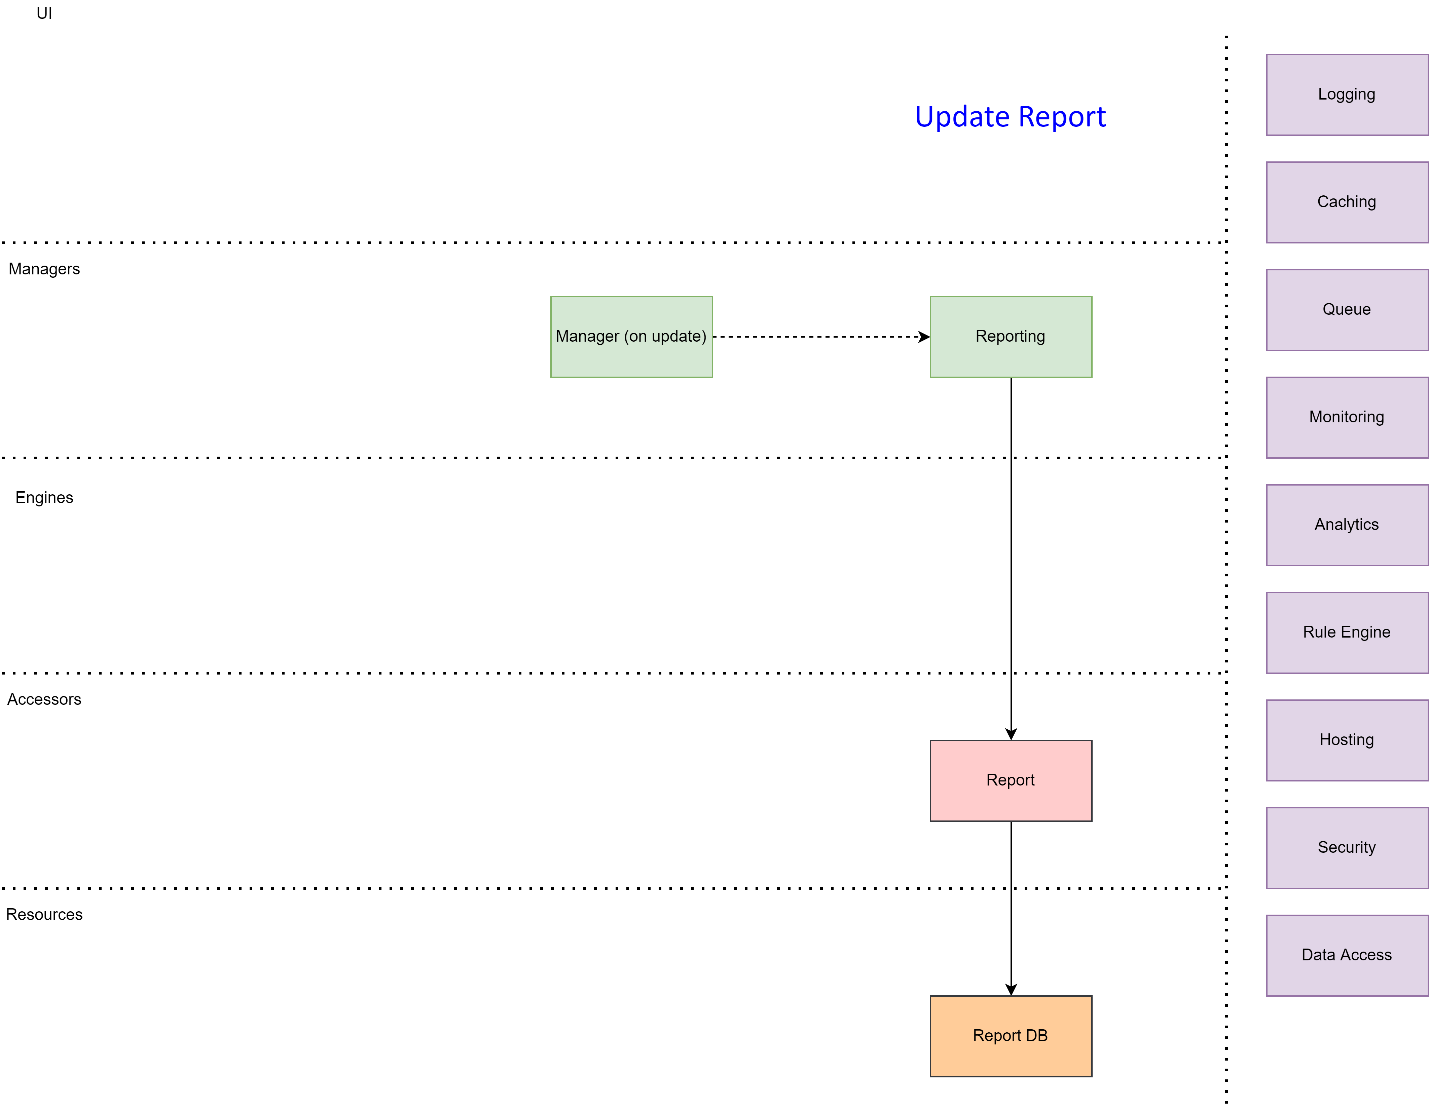 UI
Update Report
Managers
Manager (on update)
Reporting
Engines
Accessors
Report
Resources
Report DB
Logging
Caching
Queue
Monitoring
Analytics
Rule Engine
Hosting
Security
Data Access